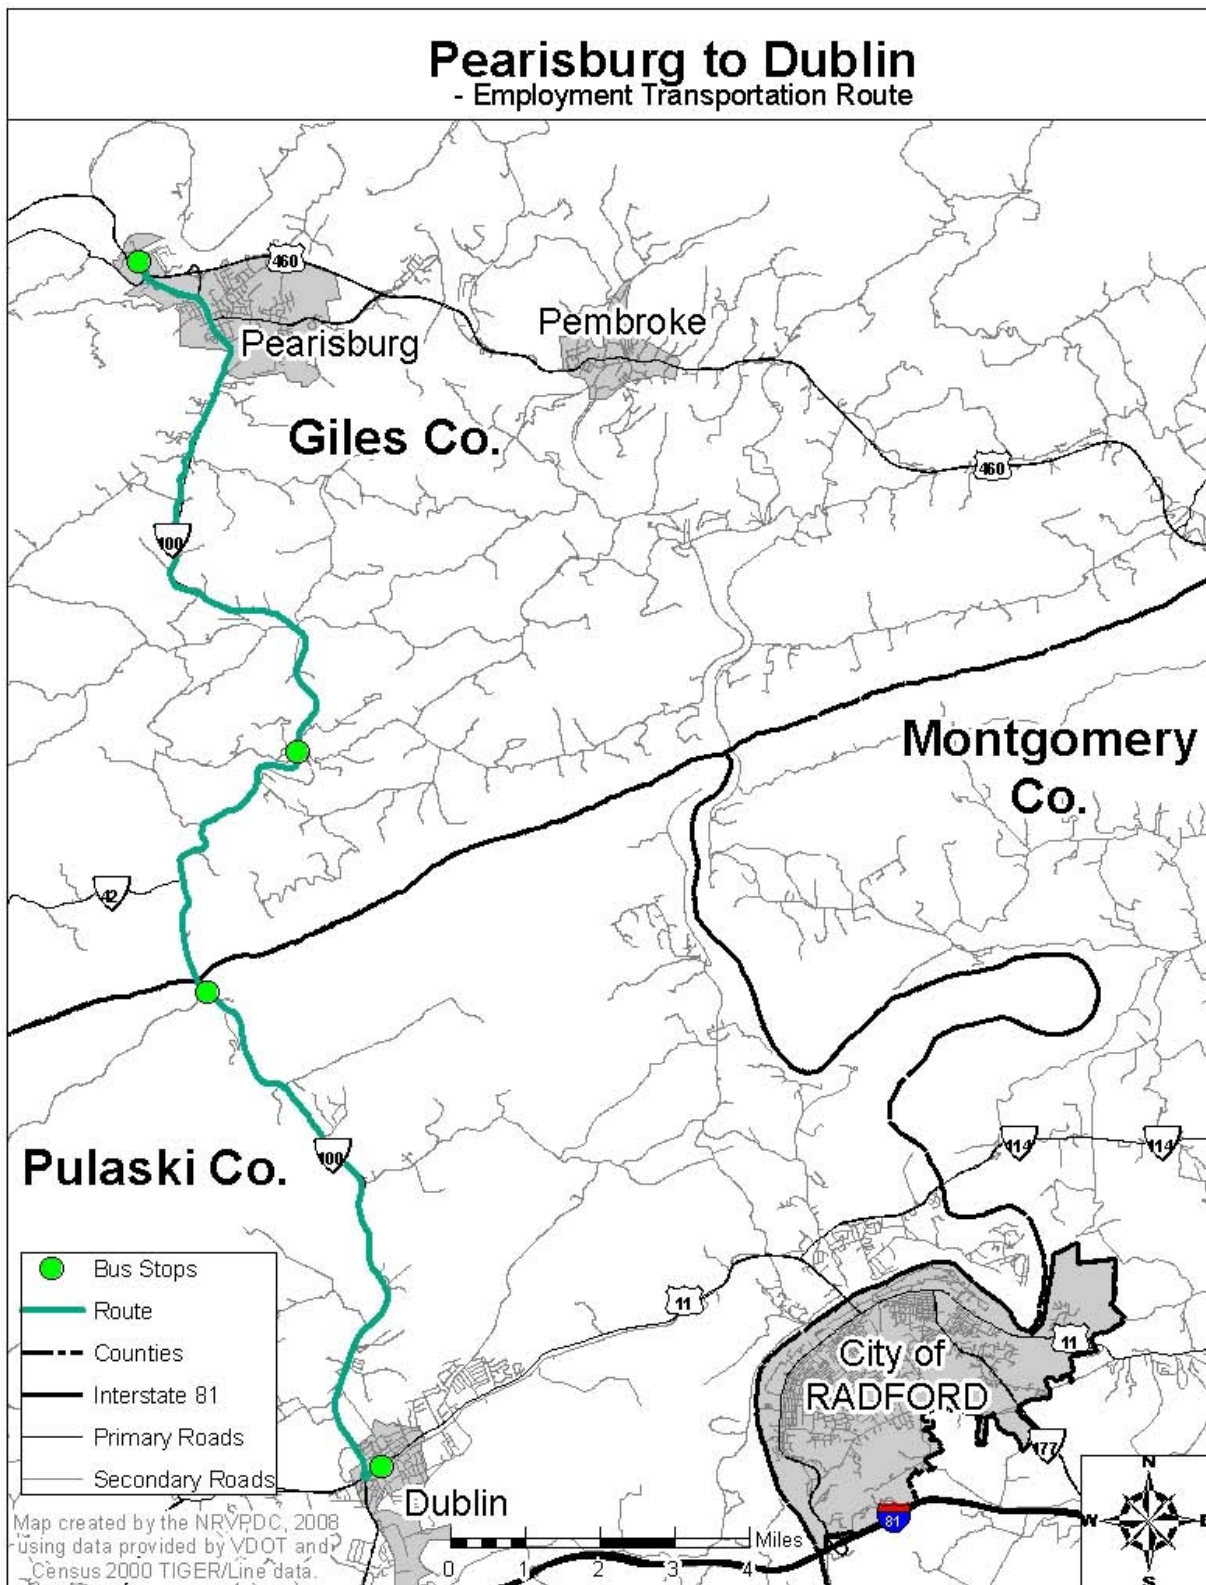 Pearisburg to Dublin
- Employment Transportation Route
460
Pearisburg
Pembroke
Giles Co.
460
100
Montgomery
Co.
42
Pulaski Co.
100
114
114
11
11
City of
RADFORD
177
81
Dublin
Bus Stops
Route
Counties
Interstate 81
Primary Roads
Secondary Roads
Map created by the NRVPDC, 2008
using data provided by VDOT and
Census 2000 TIGER/Line data.
Miles
0 1 2 3 4
N
W E
S